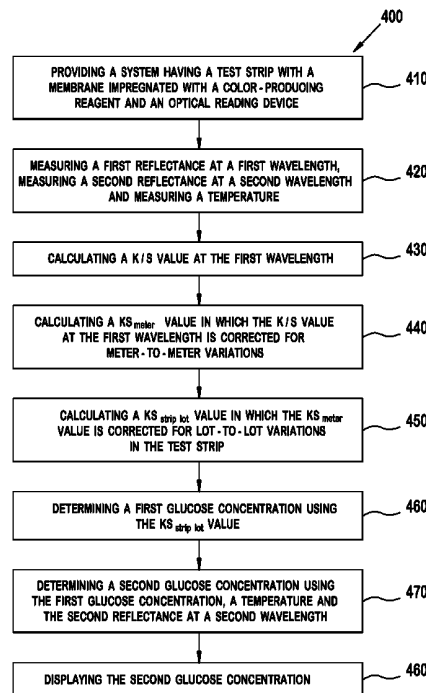 400
PROVIDING A SYSTEM HAVING A TEST STRIP WITH A
MEMBRANE IMPREGNATED WITH A COLOR-PRODUCING
REAGENT AND AN OPTICAL READING DEVICE
410
MEASURING A FIRST REFLECTANCE AT A FIRST WAVELENGTH,
MEASURING A SECOND REFLECTANCE AT A SECOND WAVELENGTH
AND MEASURING A TEMPERATURE
420
CALCULATING A K/S VALUE AT THE FIRST WAVELENGTH
430
CALCULATING A KSmeter VALUE IN WHICH THE K/S VALUE
AT THE FIRST WAVELENGTH IS CORRECTED FOR
METER-TO-METER VARIATIONS
440
CALCULATING A KSstrip lot VALUE IN WHICH THE KSmeter
VALUE IS CORRECTED FOR LOT-TO-LOT VARIATIONS
IN THE TEST STRIP
450
DETERMINING A FIRST GLUCOSE CONCENTRATION USING
THE KSstrip lot VALUE
460
DETERMINING A SECOND GLUCOSE CONCENTRATION USING
THE FIRST GLUCOSE CONCENTRATION, A TEMPERATURE AND
THE SECOND REFLECTANCE AT A SECOND WAVELENGTH
470
DISPLAYING THE SECOND GLUCOSE CONCENTRATION
460